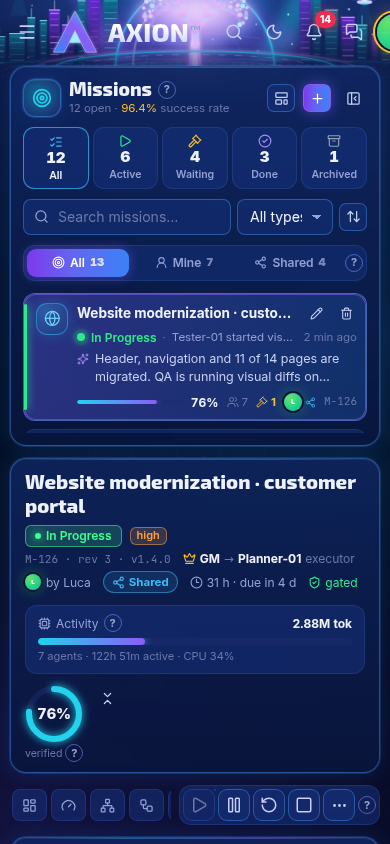 AXION™
14
Missions ?
12 open · 96.4% success rate
12 All
6 Active
4 Waiting
3 Done
1 Archived
Search missions...
All types
All 13
Mine 7
Shared 4
?
Website modernization · custo...
In Progress · Tester-01 started vis... 2 min ago
Header, navigation and 11 of 14 pages are
migrated. QA is running visual diffs on...
76% 7 1 L M-126
Website modernization · customer
portal
In Progress high
M-126 · rev 3 · v1.4.0 GM → Planner-01 executor
L by Luca Shared 31 h · due in 4 d gated
Activity ? 2.88M tok
7 agents · 122h 51m active · CPU 34%
76%
verified ?
?